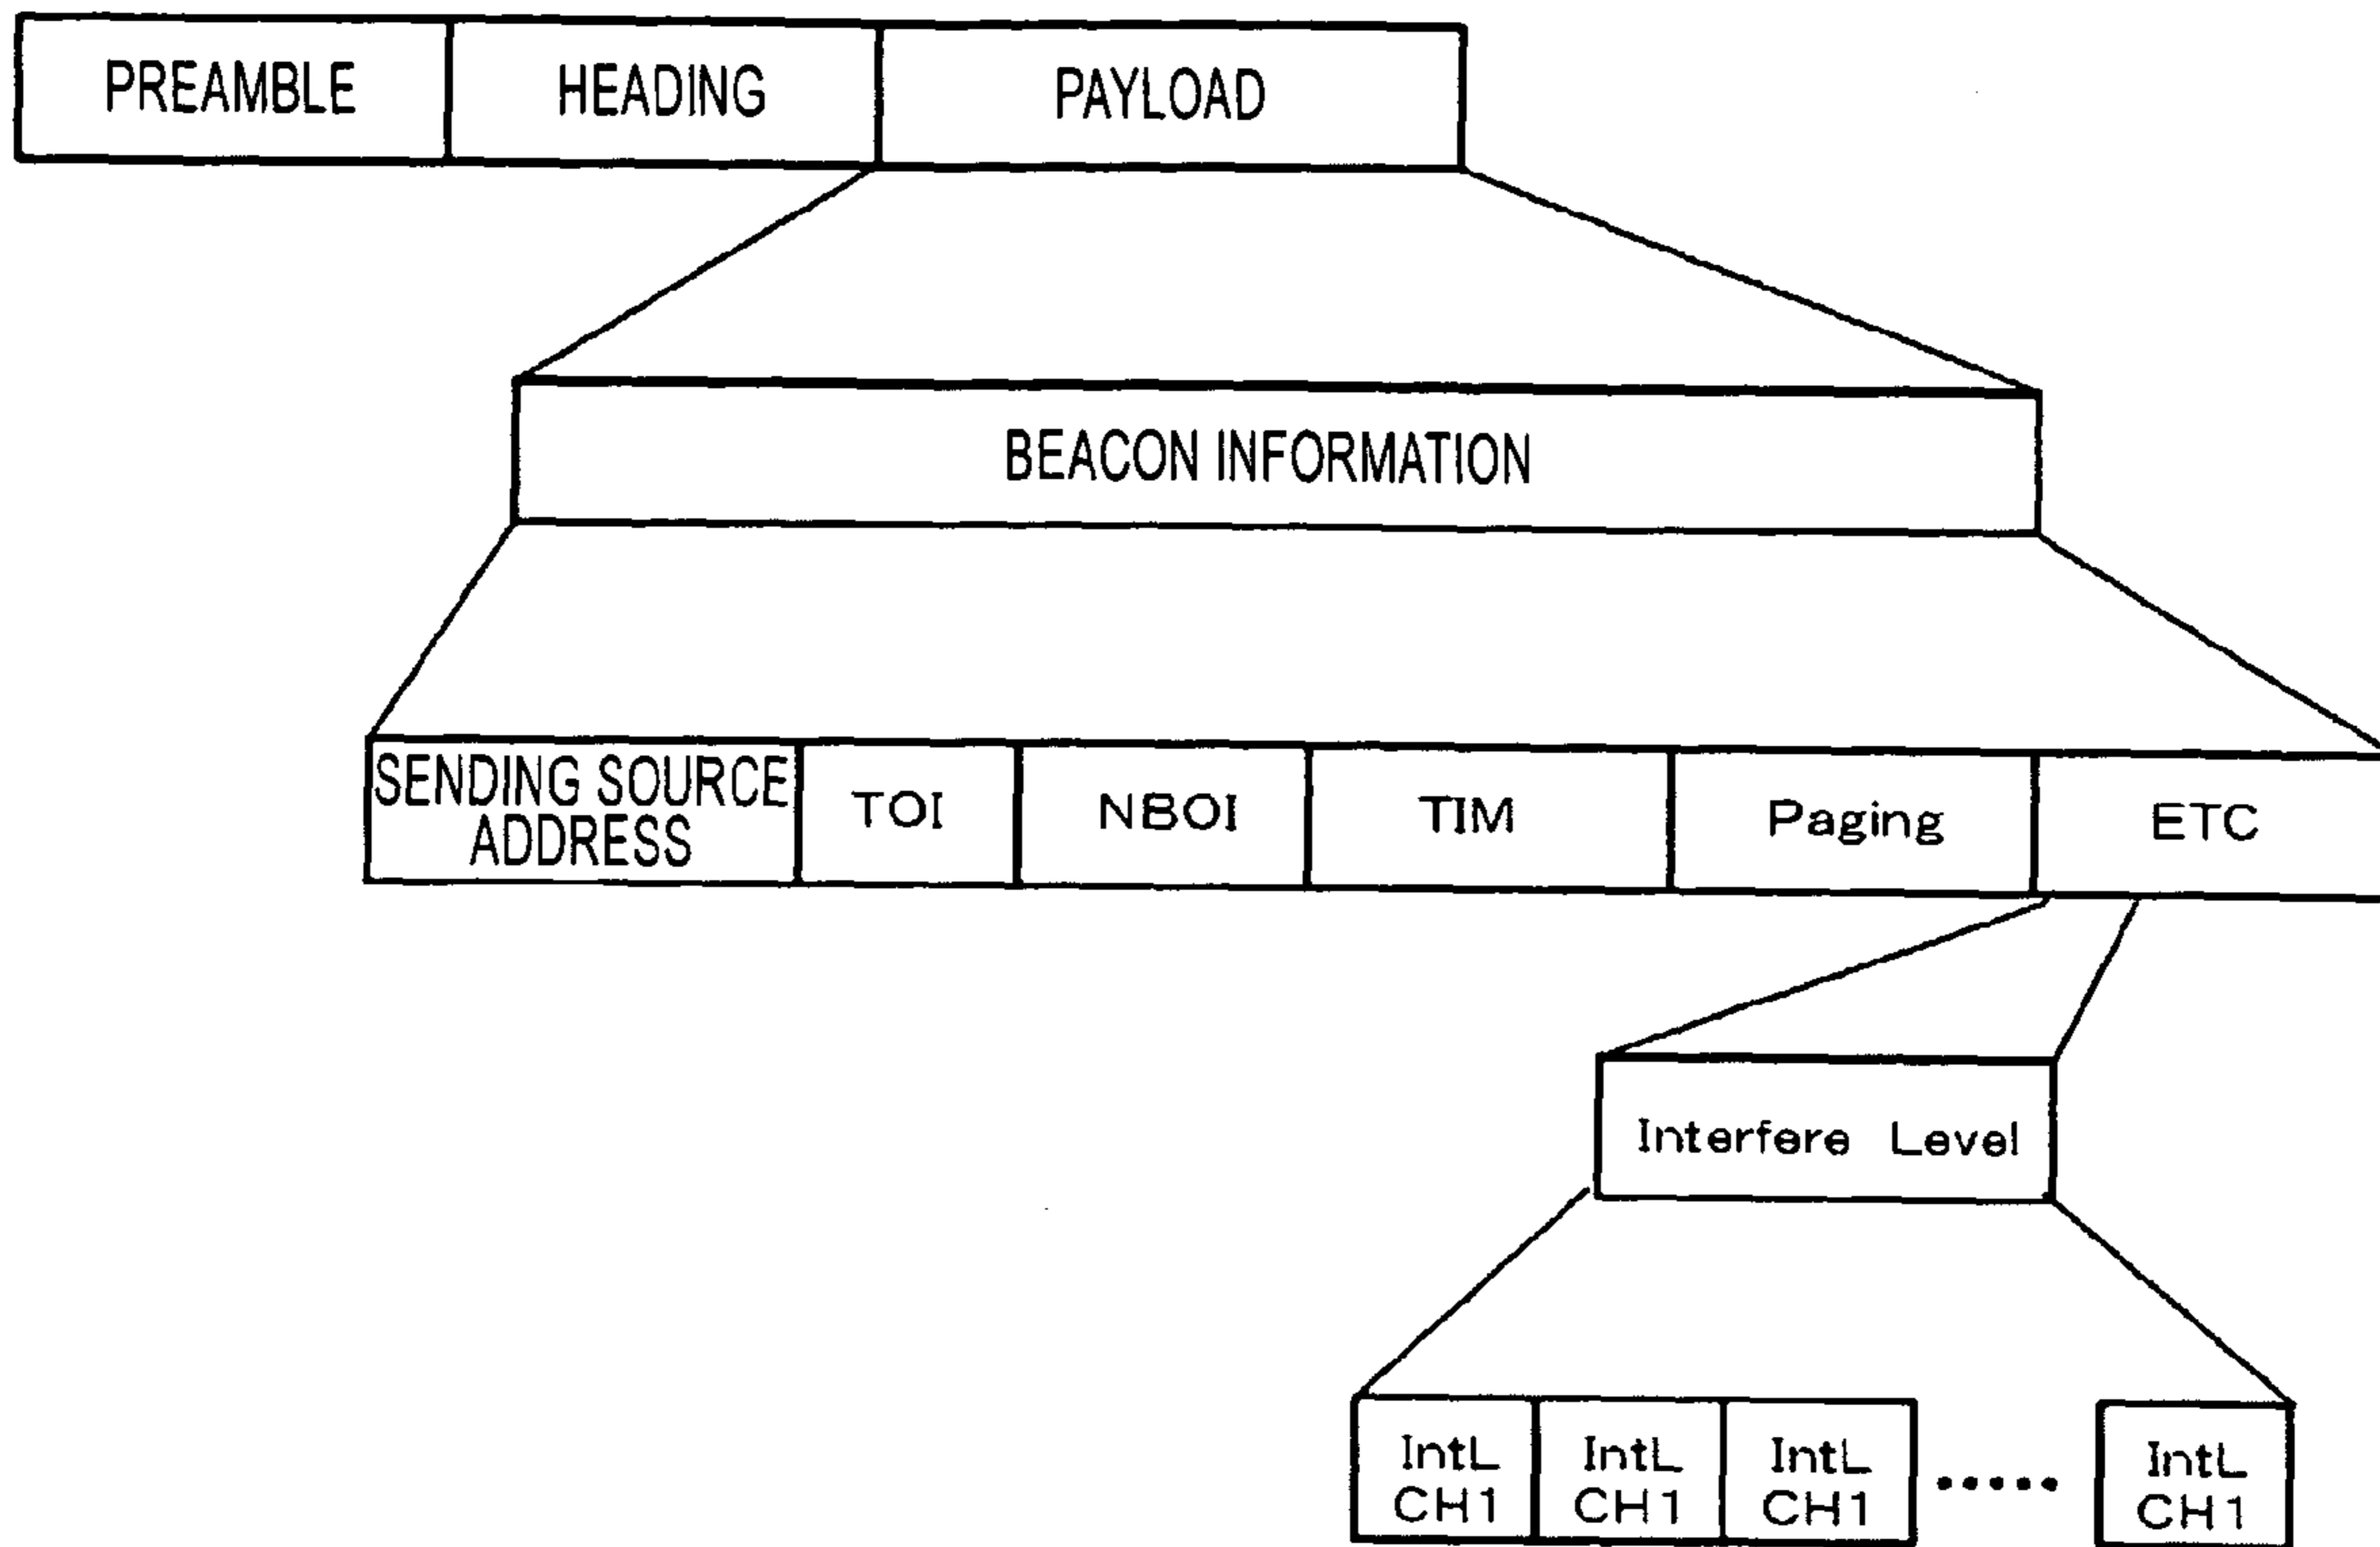 PREAMBLE HEADING PAYLOAD
BEACON INFORMATION
SENDING SOURCE
ADDRESS
TOI NBOI TIM Paging ETC
Interfere Level
IntL IntL IntL IntL
CH1 CH1 CH1 ••••• CH1